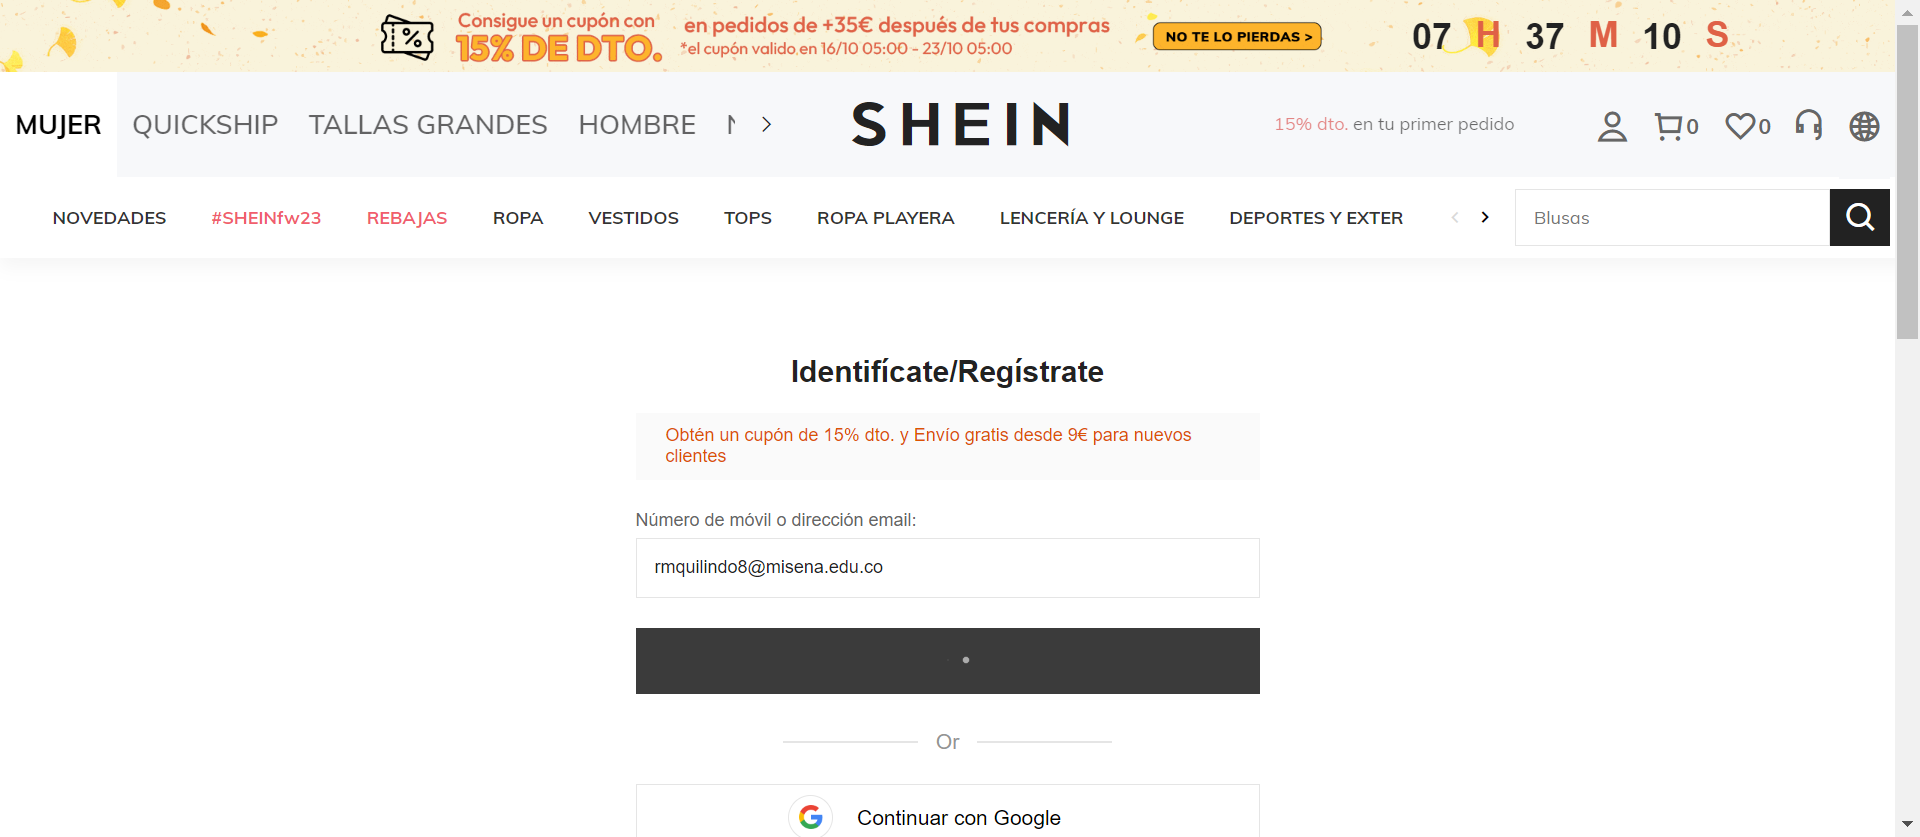 Consigue un cupón con
15% DE DTO.
en pedidos de +35€ después de tus compras
*el cupón valido en 16/10 05:00 - 23/10 05:00
NO TE LO PIERDAS >
07 H 37 M 10 S
MUJER QUICKSHIP TALLAS GRANDES HOMBRE
SHEIN
15% dto. en tu primer pedido
0 0
NOVEDADES #SHEINfw23 REBAJAS ROPA VESTIDOS TOPS ROPA PLAYERA LENCERÍA Y LOUNGE DEPORTES Y EXTER
Blusas
Identifícate/Regístrate
Obtén un cupón de 15% dto. y Envío gratis desde 9€ para nuevos
clientes
Número de móvil o dirección email:
rmquilindo8@misena.edu.co
Or
Continuar con Google